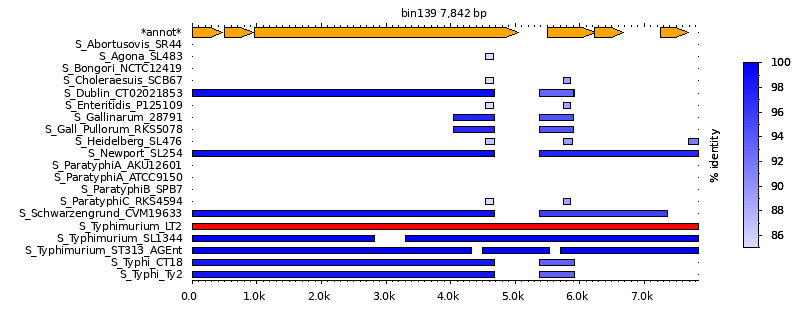 bin139 7,842 bp
*annot*
S_Abortusovis_SR44
S_Agona_SL483
S_Bongori_NCTC12419
S_Choleraesuis_SCB67
S_Dublin_CT02021853
S_Enteritidis_P125109
S_Gallinarum_28791
S_Gall_Pullorum_RKS5078
S_Heidelberg_SL476
S_Newport_SL254
S_ParatyphiA_AKU12601
S_ParatyphiA_ATCC9150
S_ParatyphiB_SPB7
S_ParatyphiC_RKS4594
S_Schwarzengrund_CVM19633
S_Typhimurium_LT2
S_Typhimurium_SL1344
S_Typhimurium_ST313_AGEnt
S_Typhi_CT18
S_Typhi_Ty2
0.0 1.0k 2.0k 3.0k 4.0k 5.0k 6.0k 7.0k
% identity
100
98
96
94
92
90
88
86